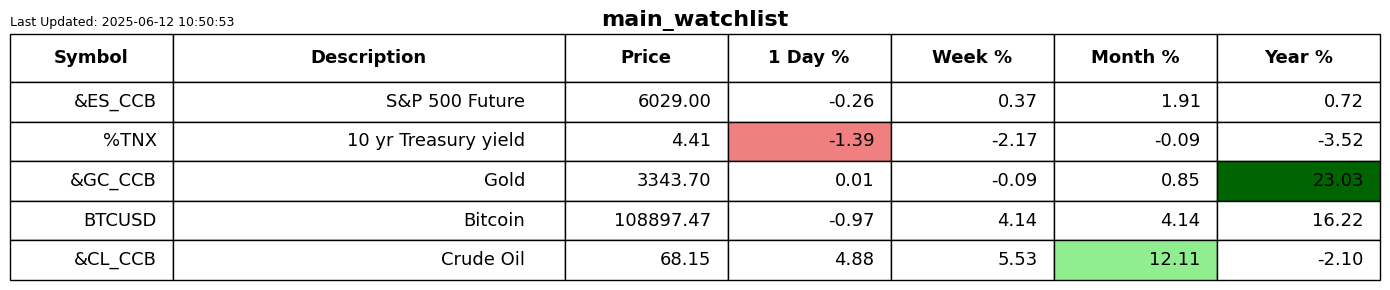 main_watchlist
Last Updated: 2025-06-12 10:50:53
Symbol Description Price 1 Day % Week % Month % Year %
&ES_CCB S&P 500 Future 6029.00 -0.26 0.37 1.91 0.72
%TNX 10 yr Treasury yield 4.41 -1.39 -2.17 -0.09 -3.52
&GC_CCB Gold 3343.70 0.01 -0.09 0.85 23.03
BTCUSD Bitcoin 108897.47 -0.97 4.14 4.14 16.22
&CL_CCB Crude Oil 68.15 4.88 5.53 12.11 -2.10